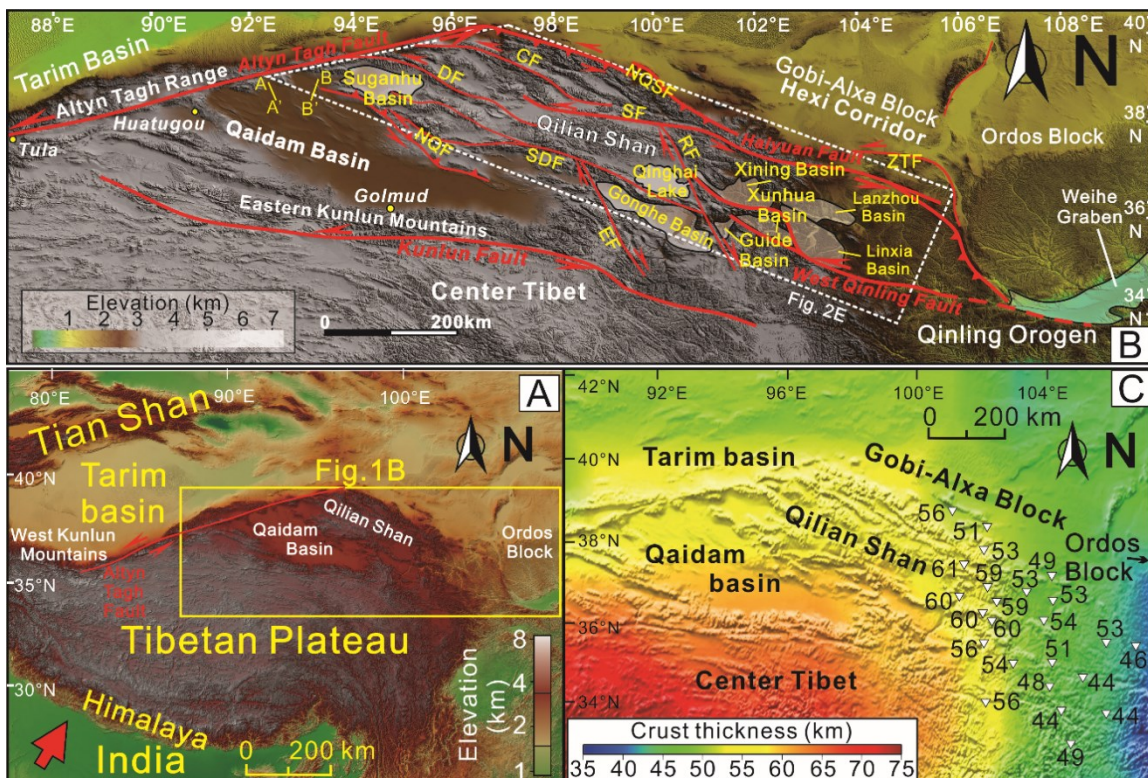 88°E
90°E
92°E
94°E
96°E
98°E
100°E
102°E
104°E
106°E
108°E
40°N
38°N
36°N
34°N
Tarim Basin
Altyn Tagh Range
Altyn Tagh Fault
A
A'
B
B'
Suganhu
Basin
DF
CF
NQSF
SF
Gobi-Alxa Block
Hexi Corridor
Ordos Block
Huatugou
Tula
Qaidam Basin
NQF
SDF
Qilian Shan
RF
Haiyuan Fault
ZTF
Golmud
Eastern Kunlun Mountains
Kunlun Fault
EF
Qinghai
Lake
Gonghe Basin
Xining Basin
Xunhua
Basin
Lanzhou
Basin
Guide
Basin
Linxia
Basin
Weihe
Graben
West Qinling Fault
Fig. 2E
Center Tibet
Qinling Orogen
Elevation (km)
1 2 3 4 5 6 7
0 200km
N
B
80°E
90°E
100°E
A
Tian Shan
40°N
Tarim
basin
Fig.1B
N
West Kunlun
Mountains
Qaidam
Basin
Qilian Shan
Ordos
Block
35°N
Altyn
Tagh
Fault
Tibetan Plateau
30°N
Himalaya
India
0 200 km
Elevation
(km)
8
4
2
1
42°N
92°E
96°E
100°E
104°E
C
0 200 km
N
40°N
Tarim basin
Gobi-Alxa Block
Qilian Shan
38°N
Qaidam
basin
Ordos
Block
36°N
Center Tibet
34°N
56
51
53
61
49
59
53
60
59
53
60
54
56
53
54
51
46
48
44
56
44
44
49
Crust thickness (km)
35 40 45 50 55 60 65 70 75